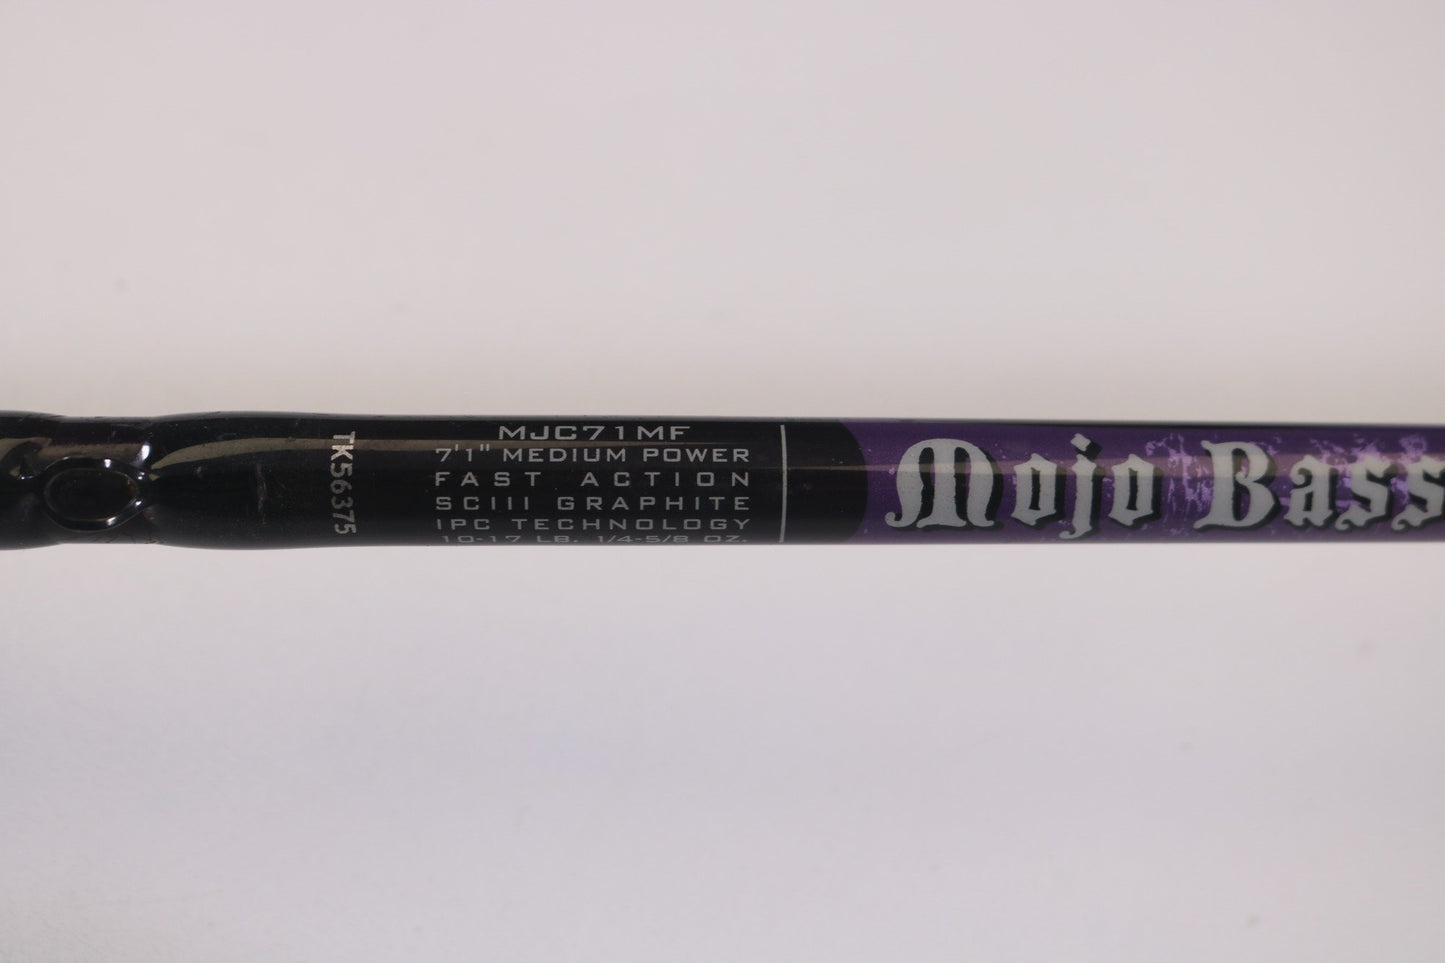 TK56375
MJC71MF
7'1" MEDIUM POWER
FAST ACTION
SCIII GRAPHITE
IPC TECHNOLOGY
10-17 LB. 1/4-5/8 OZ.
Mojo Bass